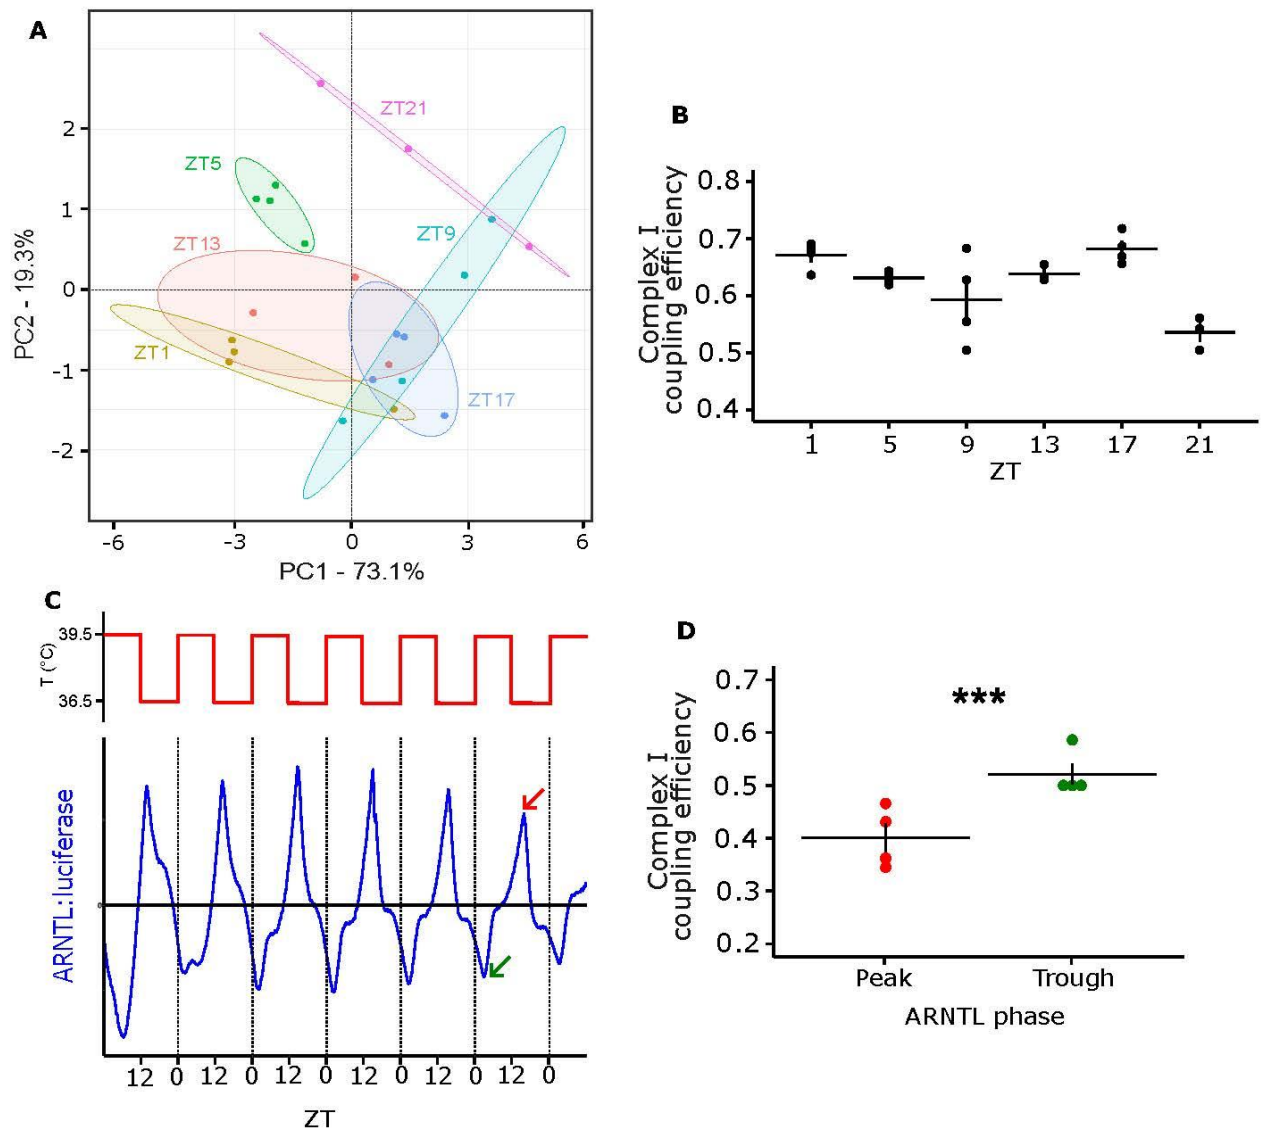 A
ZT21
ZT5
ZT9
ZT13
ZT1
ZT17
2
1
0
-1
-2
PC2 - 19.3%
-6 -3 0 3 6
PC1 - 73.1%
B
0.8
0.7
0.6
0.5
0.4
Complex I
coupling efficiency
1 5 9 13 17 21
ZT
C
39.5
36.5
T (°C)
ARNTL:luciferase
0
12 0 12 0 12 0 12 0 12 0 12 0
ZT
D
***
0.7
0.6
0.5
0.4
0.3
0.2
Complex I
coupling efficiency
Peak Trough
ARNTL phase